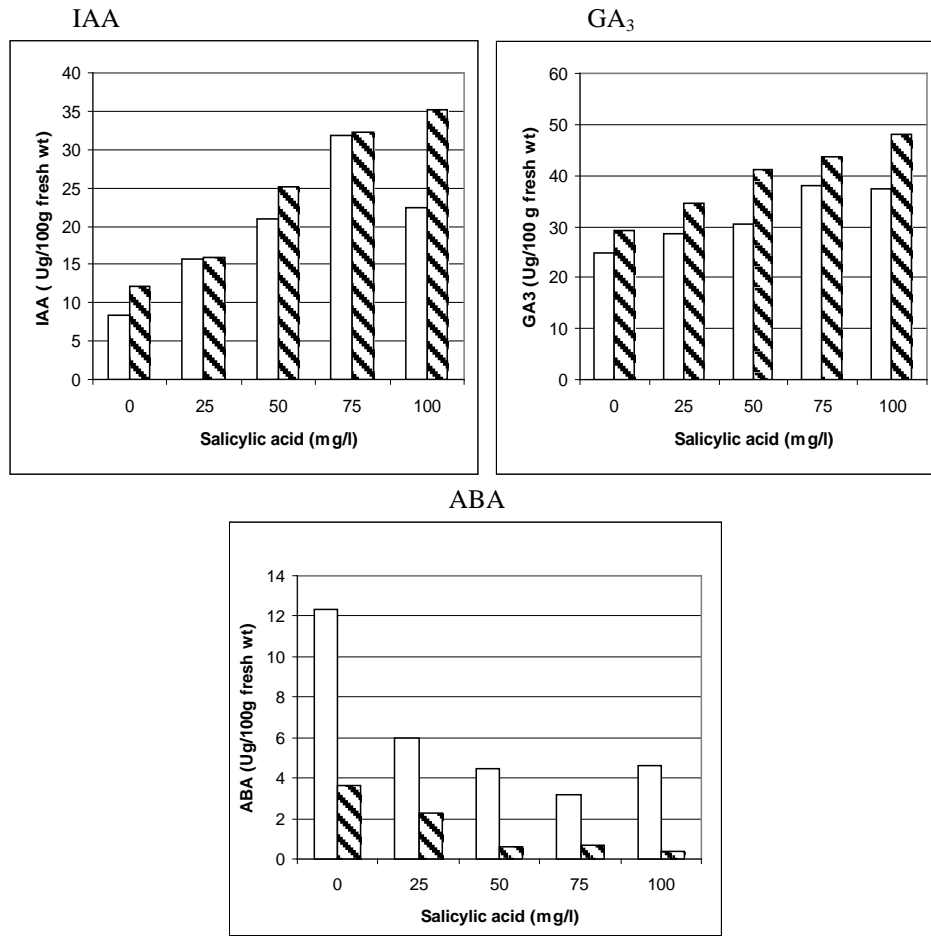 IAA
GA₃
IAA ( Ug/100g fresh wt)
40
35
30
25
20
15
10
5
0
0 25 50 75 100
Salicylic acid (mg/l)
GA3 (Ug/100 g fresh wt)
60
50
40
30
20
10
0
0 25 50 75 100
Salicylic acid (mg/l)
ABA
ABA (Ug/100g fresh wt)
14
12
10
8
6
4
2
0
0 25 50 75 100
Salicylic acid (mg/l)